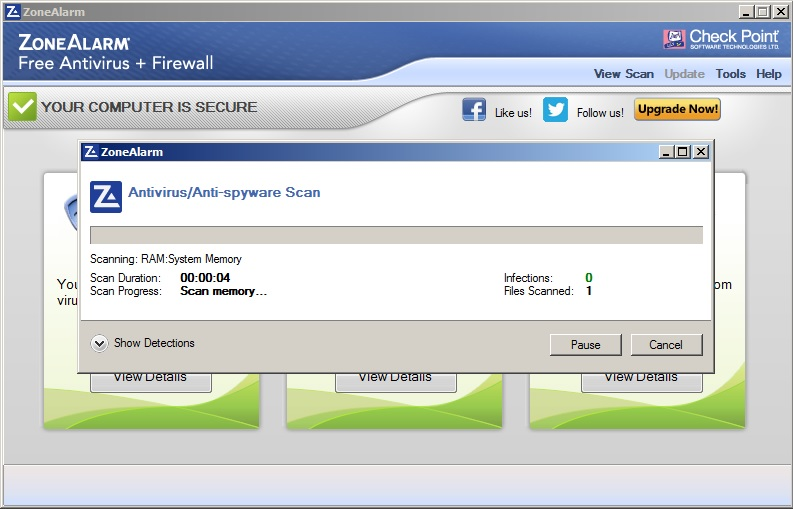 ZoneAlarm
ZONEALARM
Free Antivirus + Firewall
Check Point
SOFTWARE TECHNOLOGIES LTD.
View Scan Update Tools Help
YOUR COMPUTER IS SECURE
Like us! Follow us! Upgrade Now!
ZoneAlarm
Antivirus/Anti-spyware Scan
Scanning: RAM:System Memory
Scan Duration: 00:00:04 Infections: 0
Scan Progress: Scan memory... Files Scanned: 1
Show Detections Pause Cancel
View Details View Details View Details